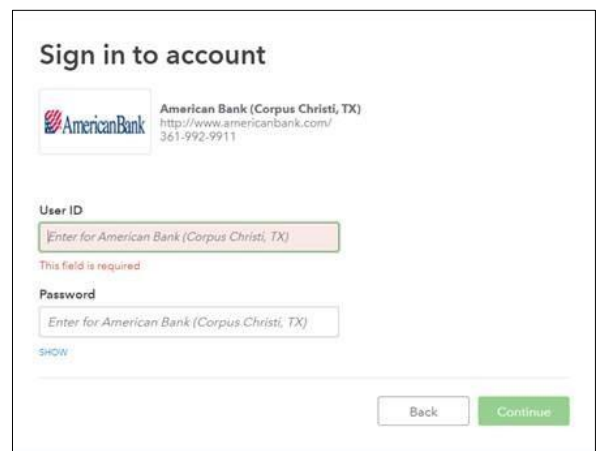 Sign in to account
AmericanBank
American Bank (Corpus Christi, TX)
http://www.americanbank.com/
361-992-9911
User ID
Enter for American Bank (Corpus Christi, TX)
This field is required
Password
Enter for American Bank (Corpus Christi, TX)
SHOW
Back
Continue